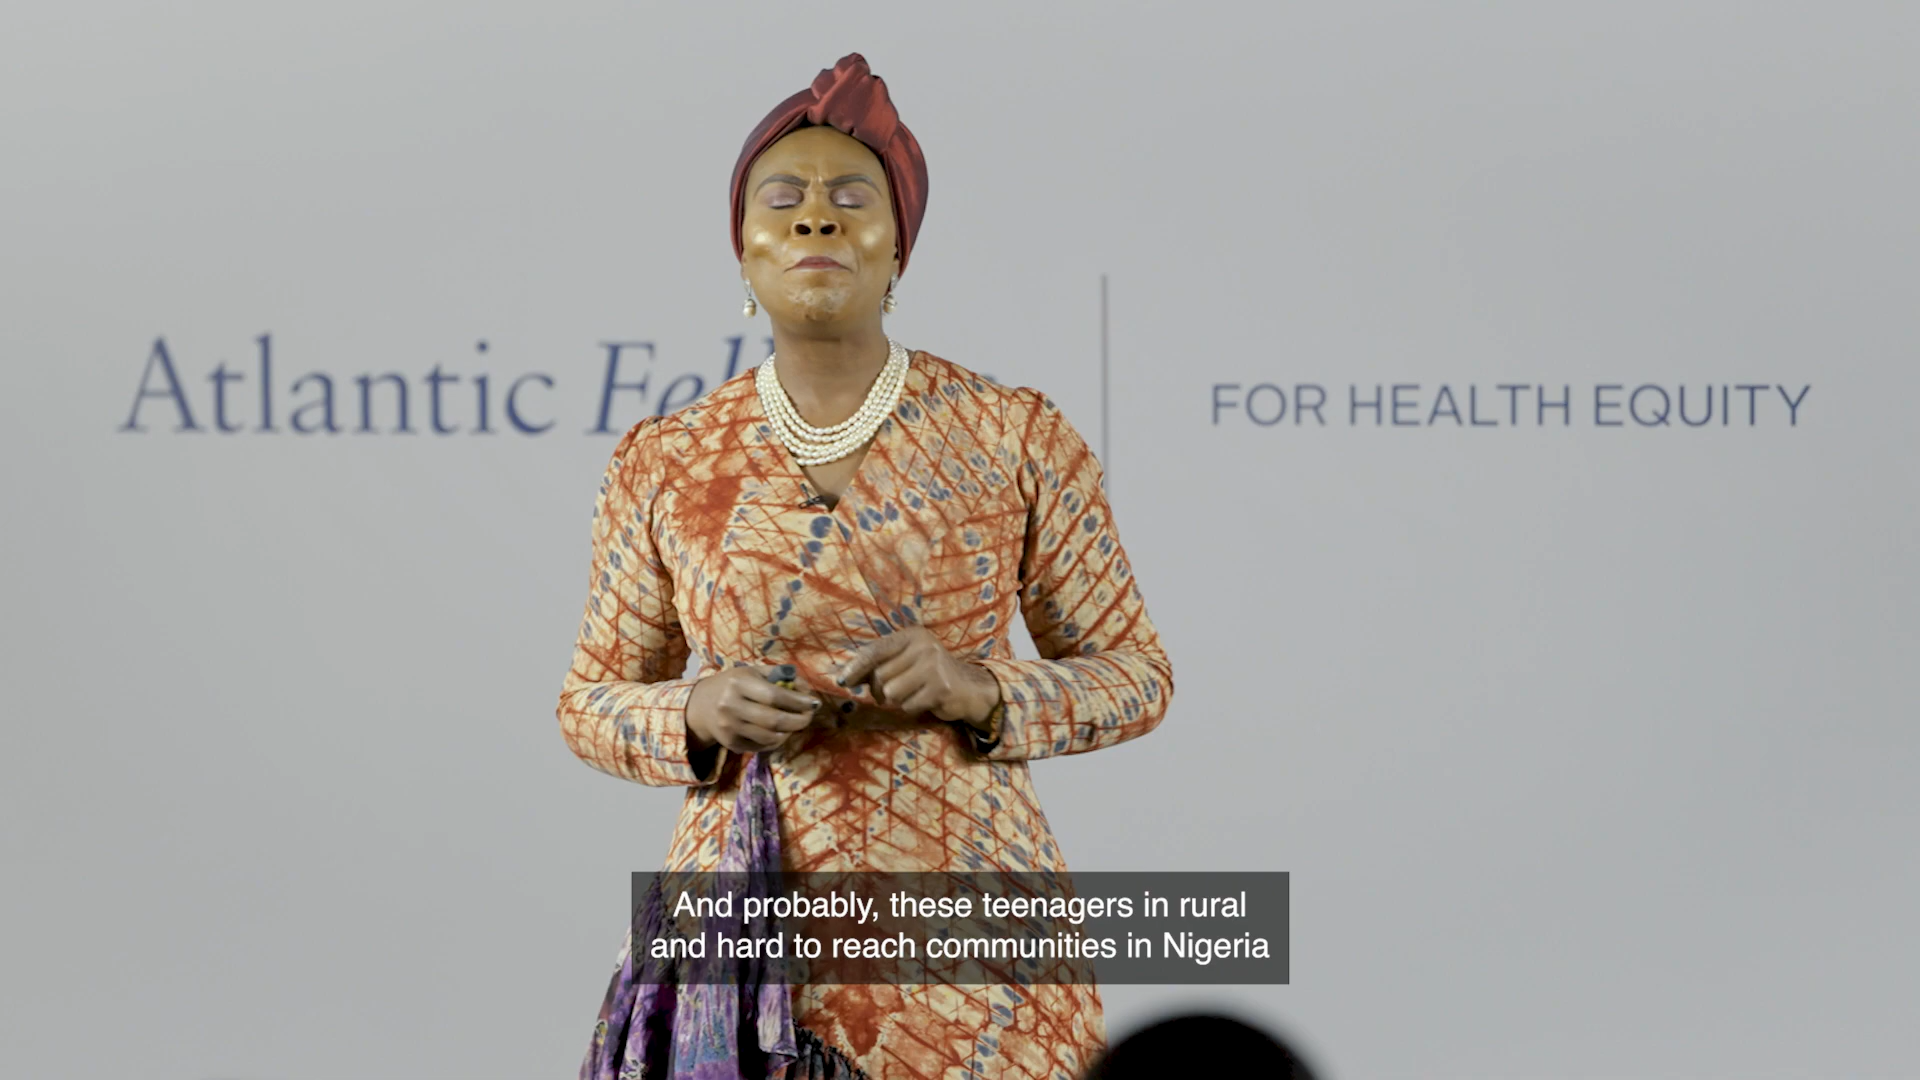 Atlantic
FOR HEALTH EQUITY
And probably, these teenagers in rural
and hard to reach communities in Nigeria